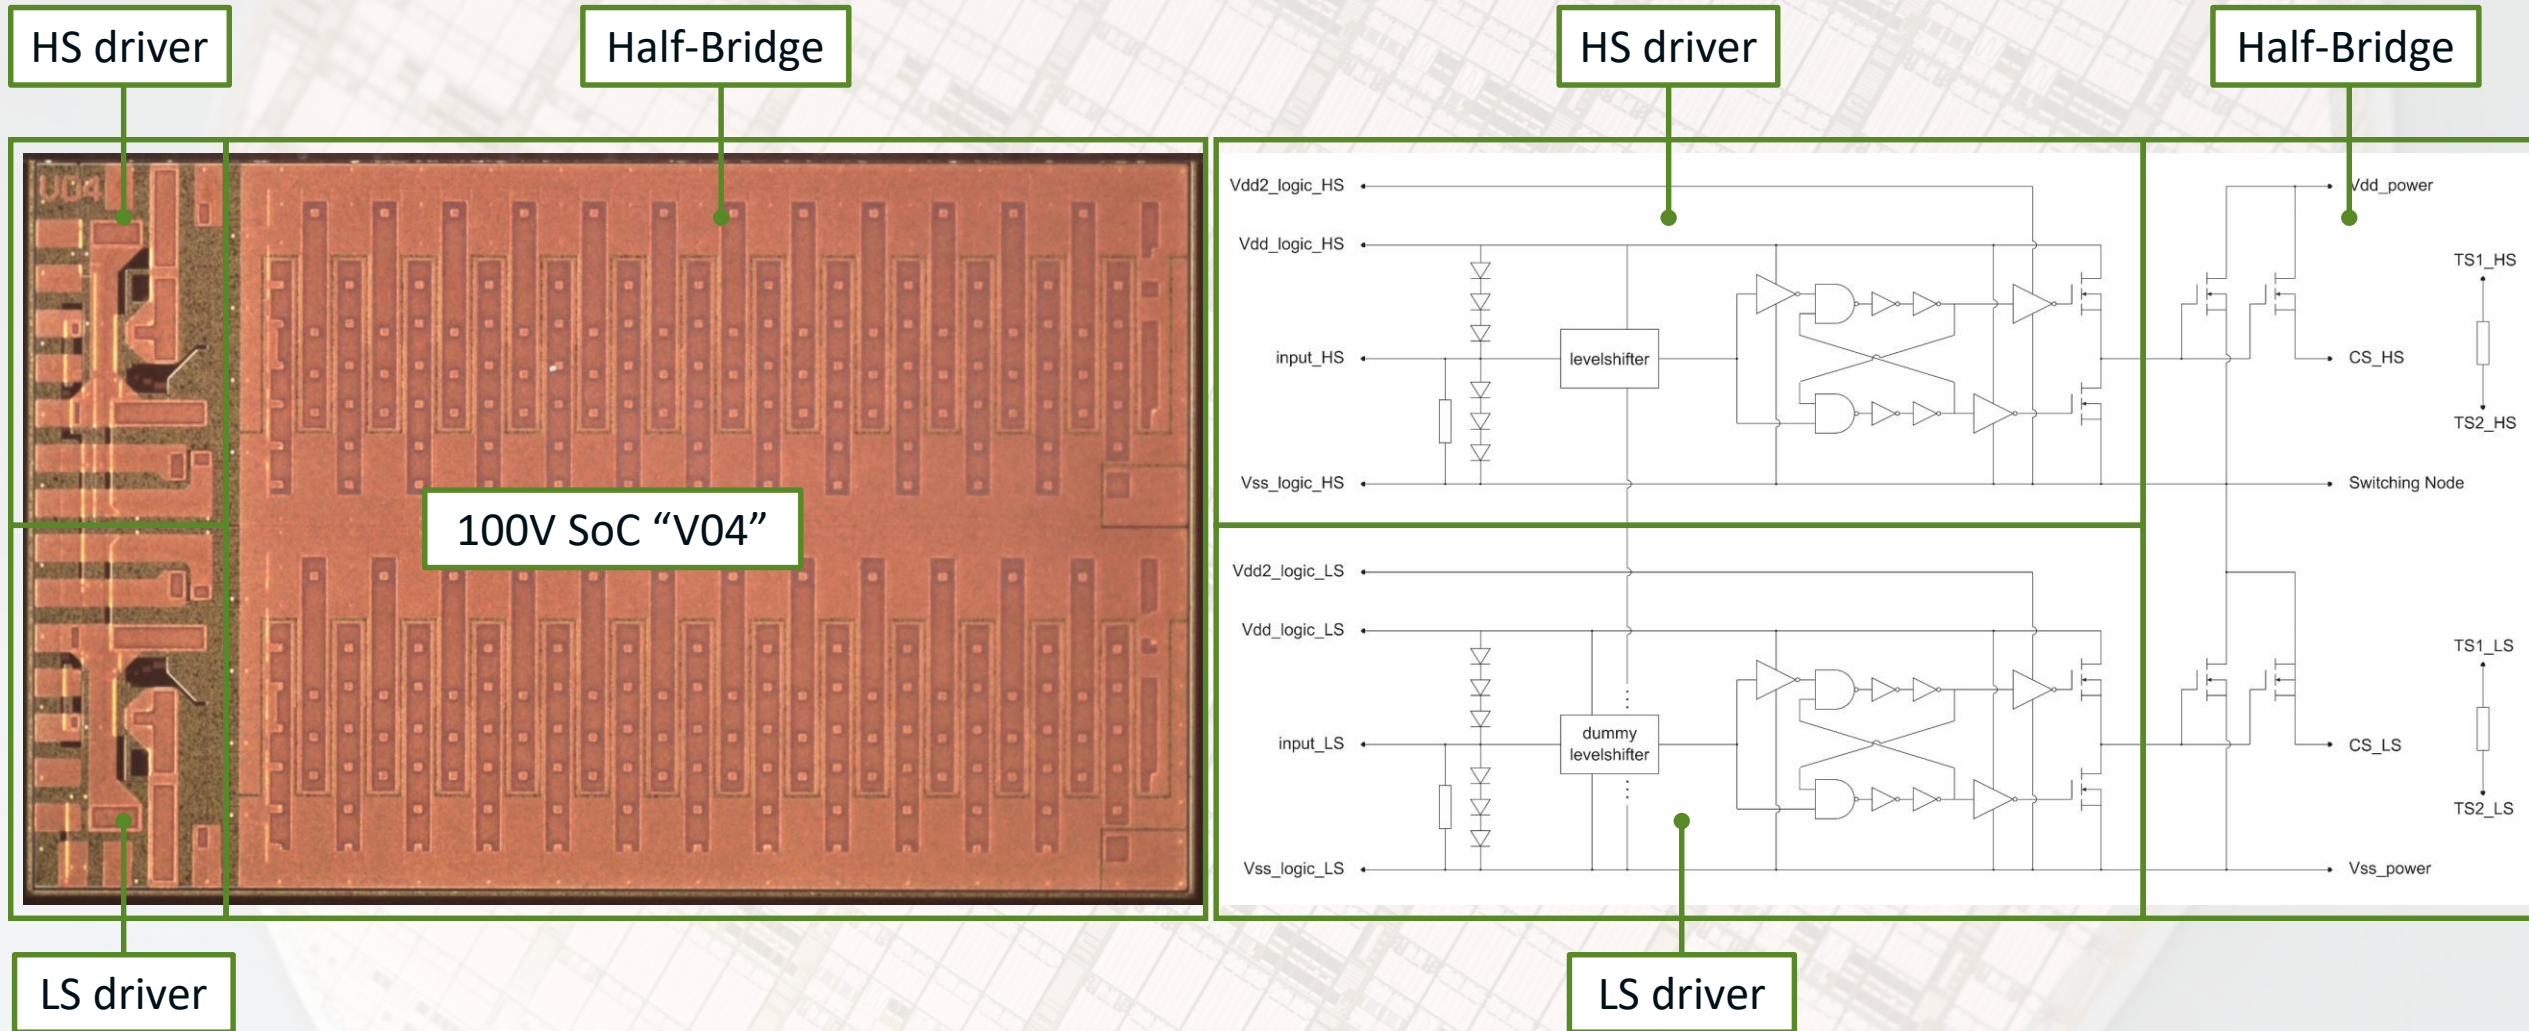 HS driver
Half-Bridge
HS driver
Half-Bridge
V04
100V SoC “V04”
LS driver
Vdd2_logic_HS
Vdd_logic_HS
input_HS
levelshifter
Vss_logic_HS
Vdd_power
TS1_HS
CS_HS
TS2_HS
Switching Node
Vdd2_logic_LS
Vdd_logic_LS
input_LS
dummy
levelshifter
Vss_logic_LS
TS1_LS
CS_LS
TS2_LS
Vss_power
LS driver